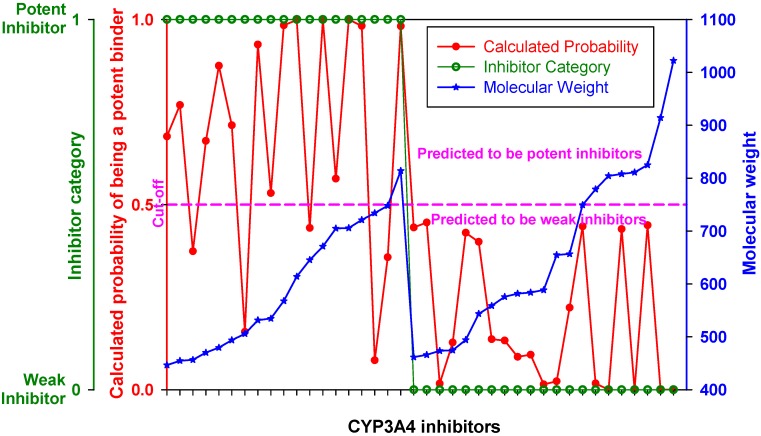 Potent
Inhibitor
1
Inhibitor category
Weak
Inhibitor
0
Calculated probability of being a potent binder
1.0
0.5
0.0
Cut-off
Calculated Probability
Inhibitor Category
Molecular Weight
Predicted to be potent inhibitors
Predicted to be weak inhibitors
1100
1000
900
800
700
600
500
400
Molecular weight
CYP3A4 inhibitors